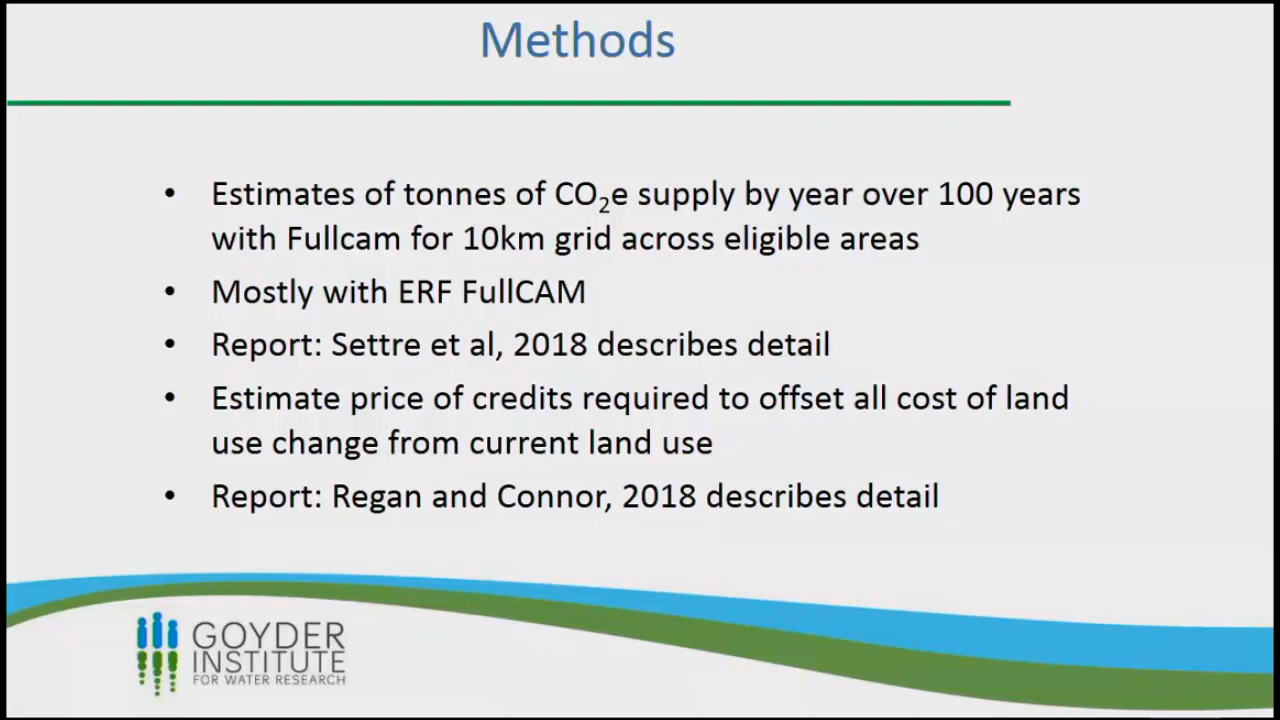 Methods
• Estimates of tonnes of CO₂e supply by year over 100 years
with Fullcam for 10km grid across eligible areas
• Mostly with ERF FullCAM
• Report: Settre et al, 2018 describes detail
• Estimate price of credits required to offset all cost of land
use change from current land use
• Report: Regan and Connor, 2018 describes detail
GOYDER
INSTITUTE
FOR WATER RESEARCH